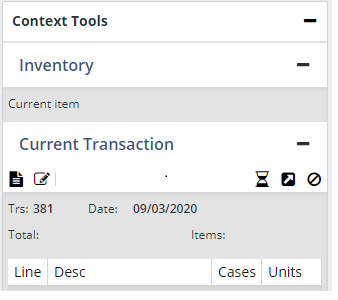 Context Tools
Inventory
Current item
Current Transaction
Trs: 381 Date: 09/03/2020
Total: Items:
Line Desc Cases Units